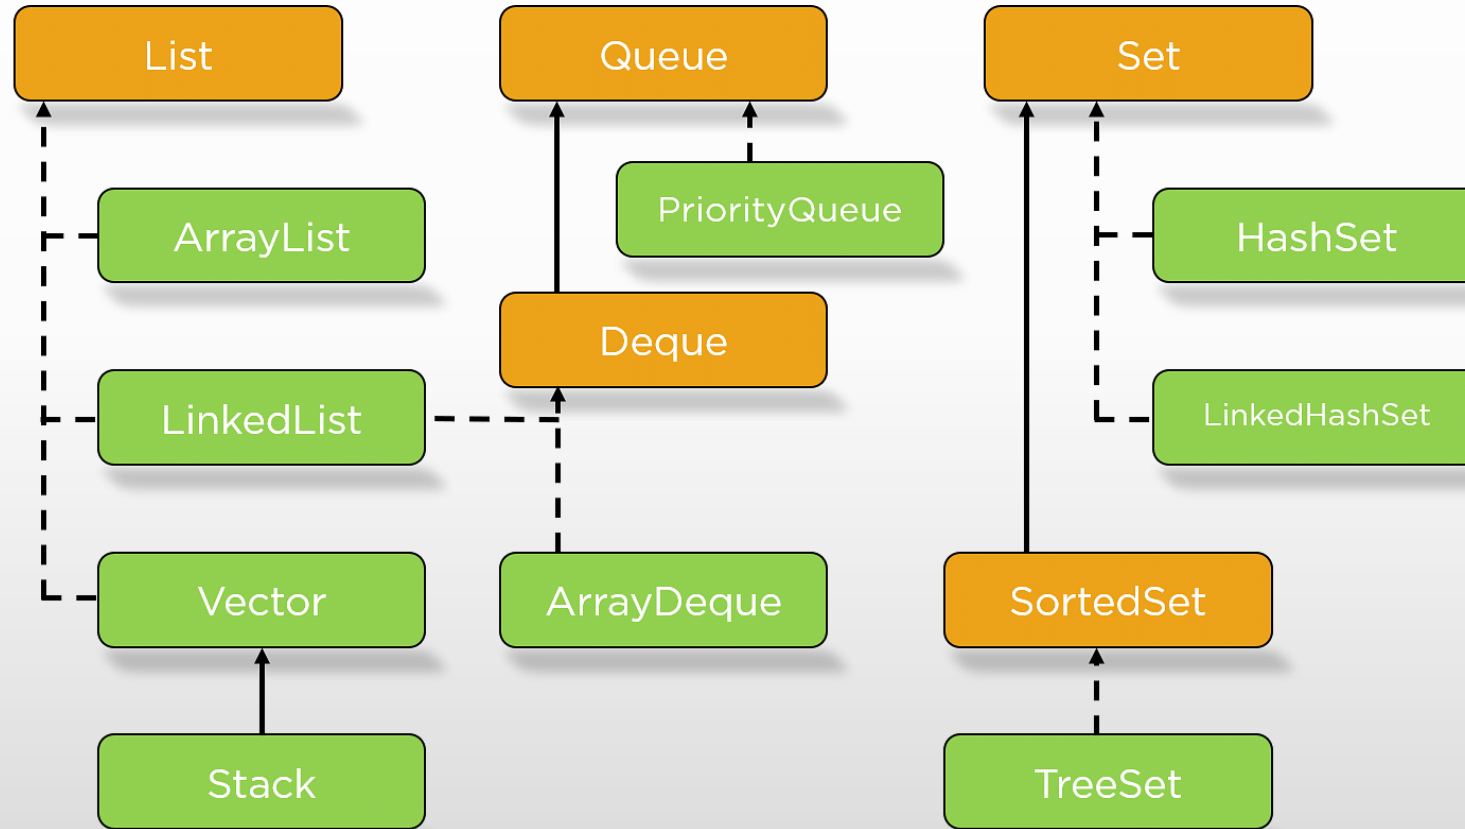 List
Queue
Set
ArrayList
PriorityQueue
HashSet
Deque
LinkedList
LinkedHashSet
Vector
ArrayDeque
SortedSet
Stack
TreeSet